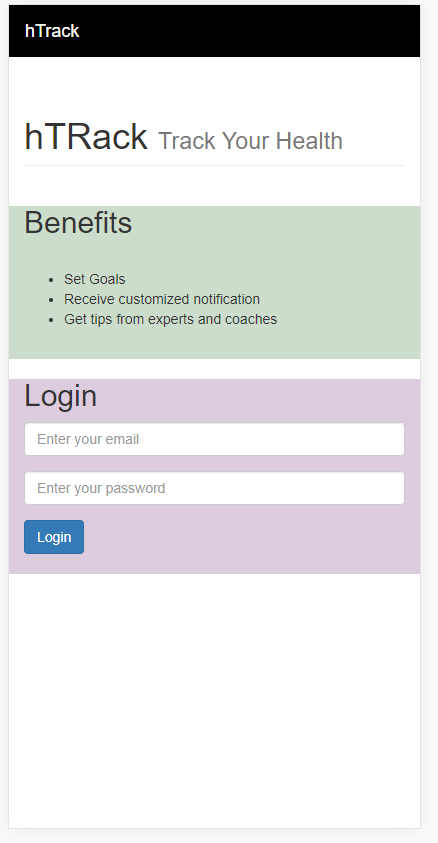 hTrack
hTRack Track Your Health
Benefits
Set Goals
Receive customized notification
Get tips from experts and coaches
Login
Enter your email
Enter your password
Login